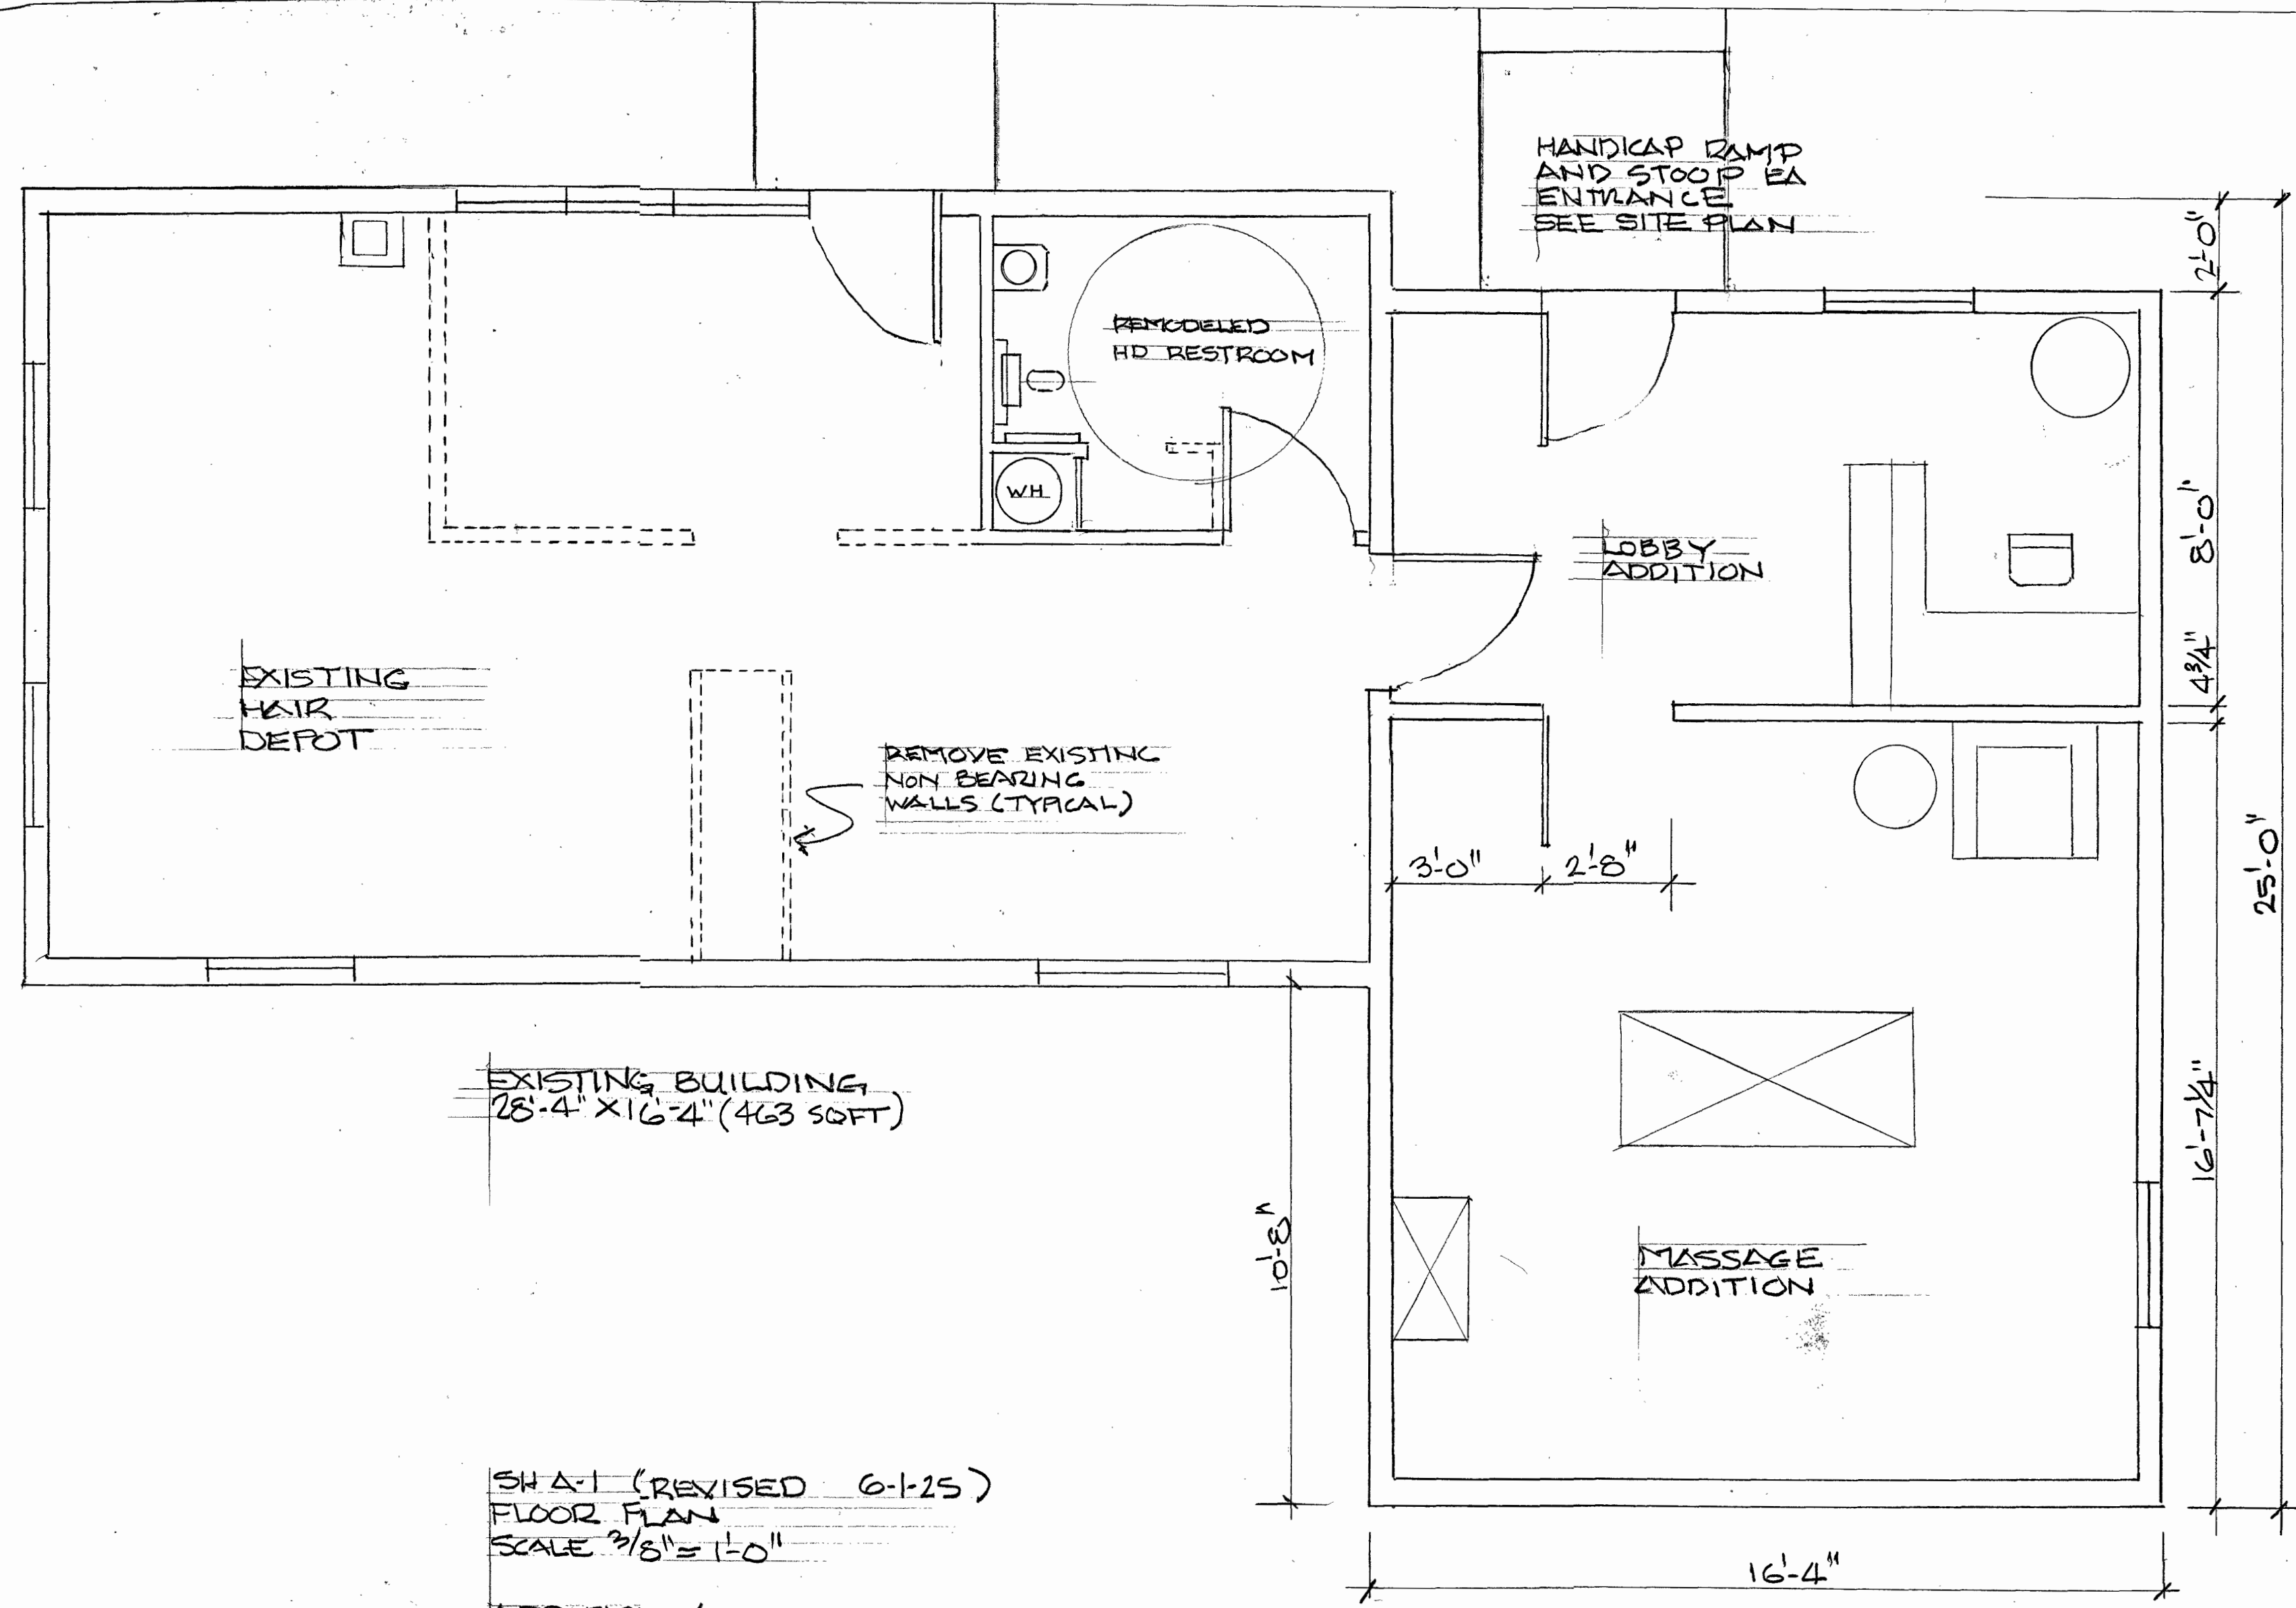 HANDICAP RAMP
AND STOOP EA
ENTRANCE
SEE SITE PLAN
2'-0"
REMODELED
HD RESTROOM
WH
8'-0"
LOBBY
ADDITION
4 3/4"
EXISTING
HAIR
DEPOT
REMOVE EXISTING
NON BEARING
WALLS (TYPICAL)
3'-0" 2'-8"
25'-0"
EXISTING BUILDING
28'-4" X 16'-4" (463 SQFT)
16'-7 1/4"
10'-8"
MASSAGE
ADDITION
SH A-1 (REVISED 6-1-25)
FLOOR PLAN
SCALE 3/8" = 1'-0"
16'-4"